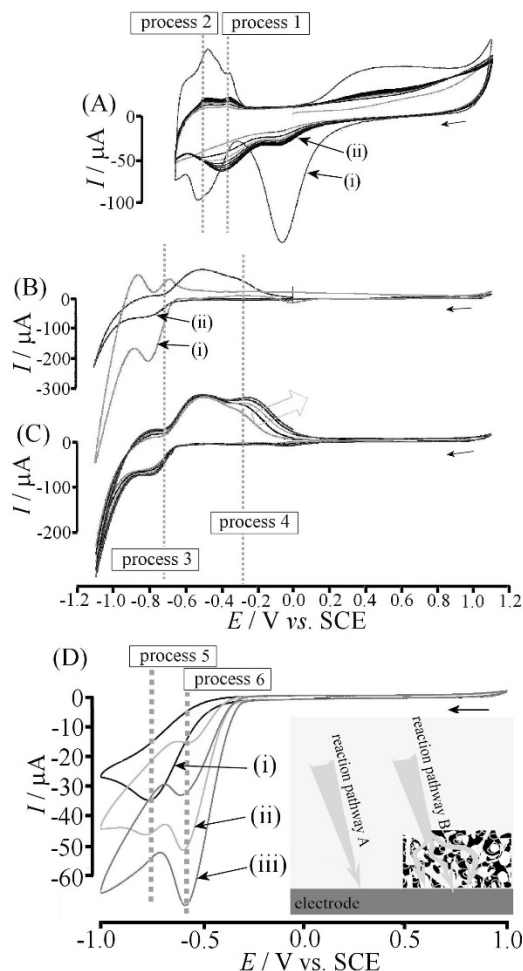 process 2 process 1
(A)
0
-50
-100
I / μA
(ii)
(i)
(B)
0
-100
-200
-300
I / μA
(ii)
(i)
(C)
0
-200
I / μA
process 4
process 3
-1.2 -1.0 -0.8 -0.6 -0.4 -0.2 0.0 0.2 0.4 0.6 0.8 1.0 1.2
E / V vs. SCE
(D)
process 5
process 6
0
-10
-20
-30
-40
-50
-60
I / μA
(i)
(ii)
(iii)
reaction pathway A
reaction pathway B
electrode
-1.0 -0.5 0.0 0.5 1.0
E / V vs. SCE